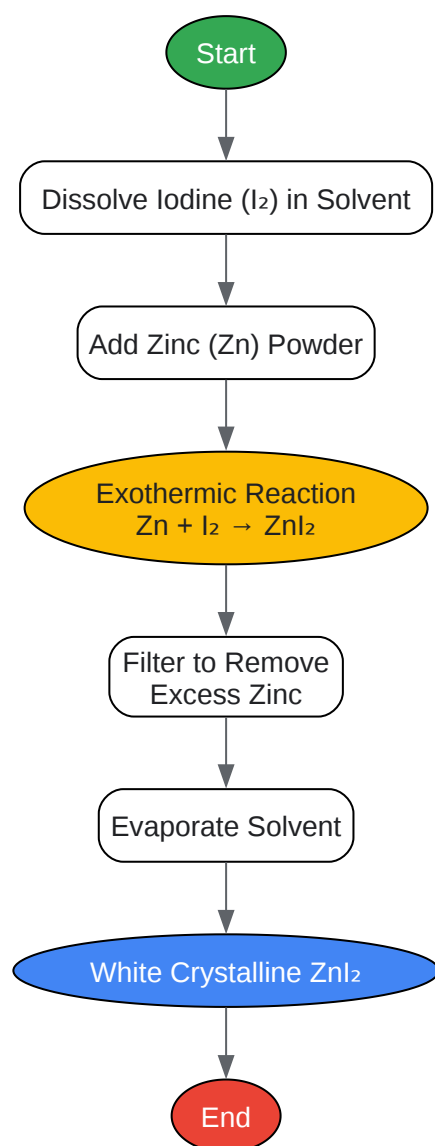 Start
Dissolve Iodine (I₂) in Solvent
Add Zinc (Zn) Powder
Exothermic Reaction
Zn + I₂ → ZnI₂
Filter to Remove
Excess Zinc
Evaporate Solvent
White Crystalline ZnI₂
End